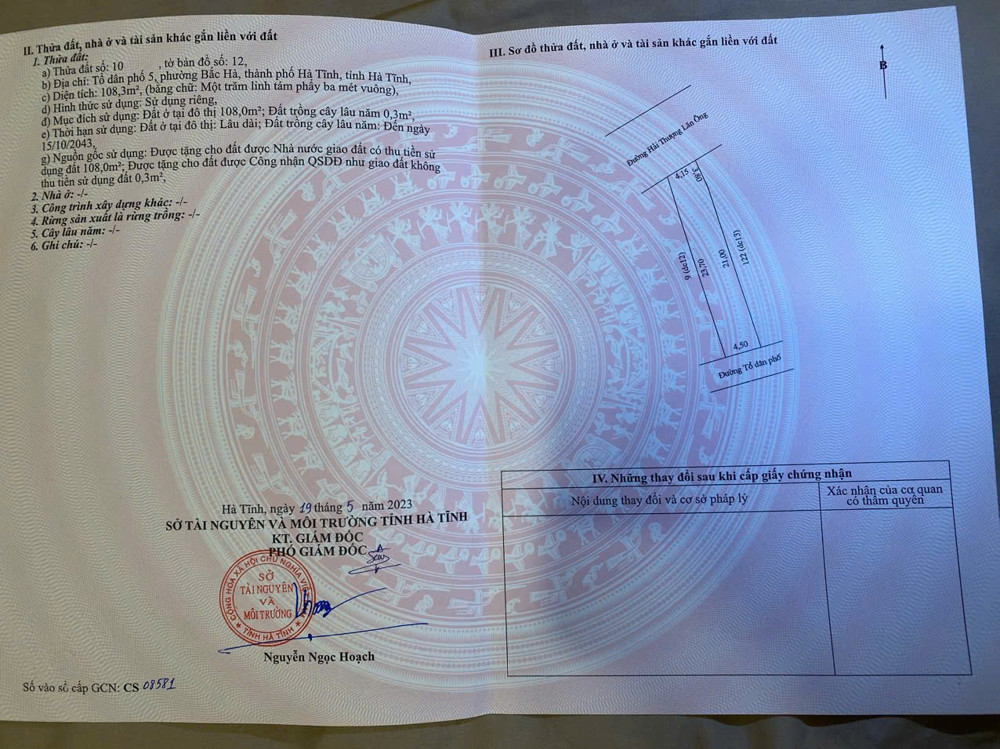 II. Thửa đất, nhà ở và tài sản khác gắn liền với đất
1. Thửa đất:
a) Thửa đất số: 10 , tờ bản đồ số: 12,
b) Địa chỉ: Tổ dân phố 5, phường Bắc Hà, thành phố Hà Tĩnh, tỉnh Hà Tĩnh,
c) Diện tích: 108,3m², (bằng chữ: Một trăm linh tám phẩy ba mét vuông),
d) Hình thức sử dụng: Sử dụng riêng,
đ) Mục đích sử dụng: Đất ở tại đô thị 108,0m²; Đất trồng cây lâu năm 0,3m²,
e) Thời hạn sử dụng: Đất ở tại đô thị: Lâu dài; Đất trồng cây lâu năm: Đến ngày
15/10/2043,
g) Nguồn gốc sử dụng: Được tặng cho đất được Nhà nước giao đất có thu tiền sử
dụng đất 108,0m²; Được tặng cho đất được Công nhận QSDĐ như giao đất không
thu tiền sử dụng đất 0,3m²,
2. Nhà ở: -/-
3. Công trình xây dựng khác: -/-
4. Rừng sản xuất là rừng trồng: -/-
5. Cây lâu năm: -/-
6. Ghi chú: -/-
Hà Tĩnh, ngày 19 tháng 5 năm 2023
SỞ TÀI NGUYÊN VÀ MÔI TRƯỜNG TỈNH HÀ TĨNH
KT. GIÁM ĐỐC
PHÓ GIÁM ĐỐC
CỘNG HÒA XÃ HỘI CHỦ NGHĨA
SỞ
TÀI NGUYÊN
VÀ
MÔI TRƯỜNG
TỈNH HÀ TĨNH
Nguyễn Ngọc Hoạch
Số vào sổ cấp GCN: CS 08581
III. Sơ đồ thửa đất, nhà ở và tài sản khác gắn liền với đất
B
Đường Hải Thượng Lãn Ông
4,15
3,80
9 (dc12)
23,70
21,00
122 (dc13)
4,50
Đường Tổ dân phố
IV. Những thay đổi sau khi cấp giấy chứng nhận
Nội dung thay đổi và cơ sở pháp lý
Xác nhận của cơ quan
có thẩm quyền